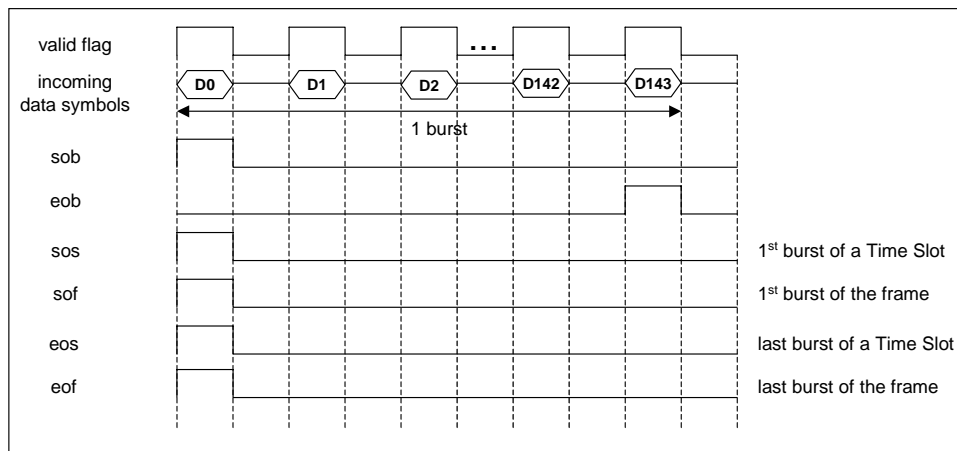 valid flag
...
incoming
data symbols
D0 D1 D2 D142 D143
1 burst
sob
eob
sos 1st burst of a Time Slot
sof 1st burst of the frame
eos last burst of a Time Slot
eof last burst of the frame